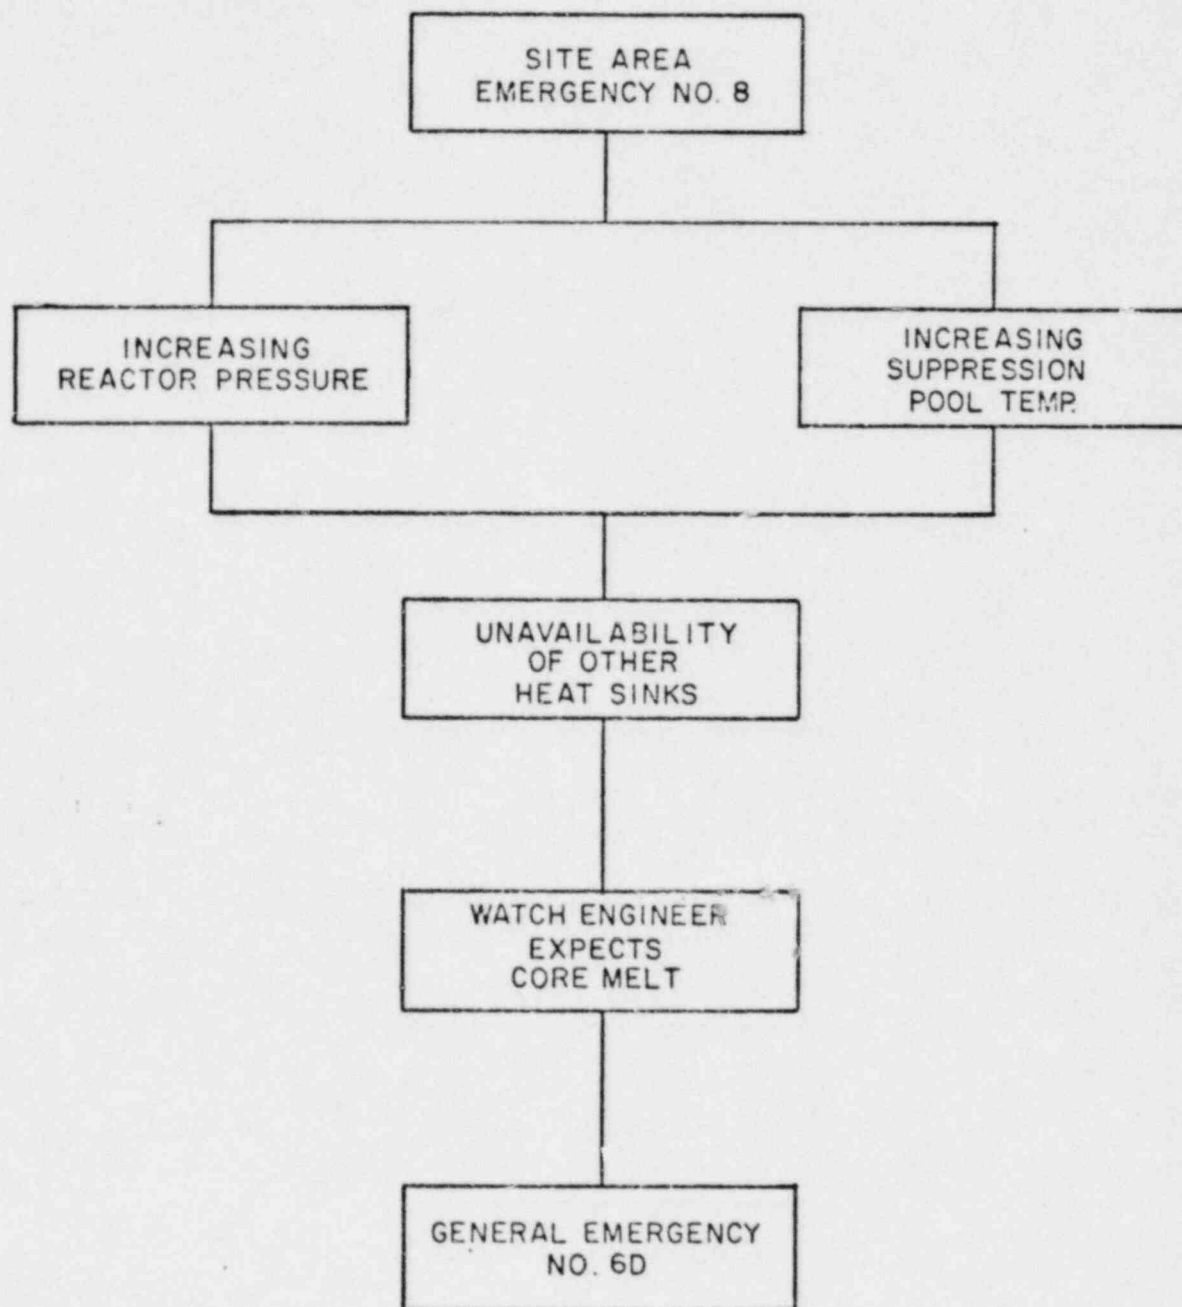 SITE AREA
EMERGENCY NO. 8
INCREASING
REACTOR PRESSURE
INCREASING
SUPPRESSION
POOL TEMP.
UNAVAILABILITY
OF OTHER
HEAT SINKS
WATCH ENGINEER
EXPECTS
CORE MELT
GENERAL EMERGENCY
NO. 6D